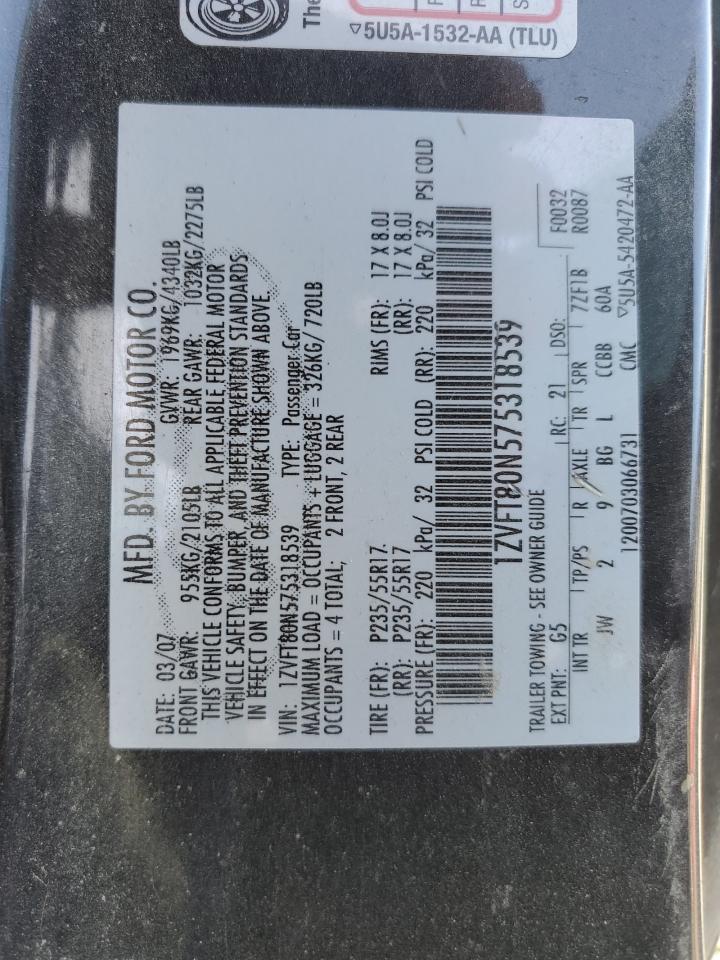 The
▽5U5A-1532-AA (TLU)
MFD. BY FORD MOTOR CO.
DATE: 03/07 GVWR: 1969KG/4340LB
FRONT GAWR: 955KG/2105LB REAR GAWR: 1032KG/2275LB
THIS VEHICLE CONFORMS TO ALL APPLICABLE FEDERAL MOTOR
VEHICLE SAFETY, BUMPER, AND THEFT PREVENTION STANDARDS
IN EFFECT ON THE DATE OF MANUFACTURE SHOWN ABOVE.
VIN: 1ZVFT80N575318539 TYPE: Passenger Car
MAXIMUM LOAD = OCCUPANTS + LUGGAGE = 326KG/ 720LB
OCCUPANTS = 4 TOTAL; 2 FRONT, 2 REAR
TIRE (FR): P235/55R17 RIMS (FR): 17 X 8.0J
(RR): P235/55R17 (RR): 17 X 8.0J
PRESSURE (FR): 220 kPa/ 32 PSI COLD (RR): 220 kPa/ 32 PSI COLD
1ZVFT80N575318539
TRAILER TOWING - SEE OWNER GUIDE
EXT PNT: G5 RC: 21 DSO: F0032
R0087
INT TR TP/PS R AXLE TR SPR 7ZF1B
JW 2 9 BG L CCBB 60A
1200703066731 CMC ▽5U5A-5420472-AA